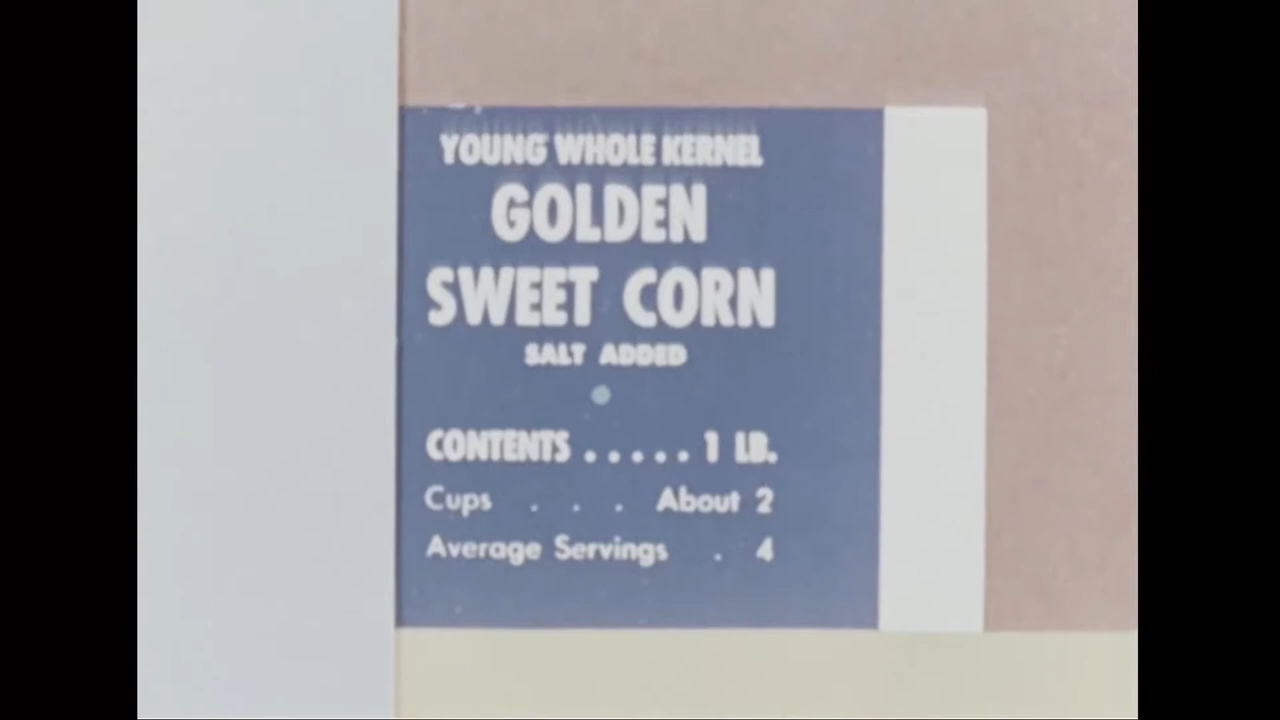 YOUNG WHOLE KERNEL
GOLDEN
SWEET CORN
SALT ADDED
CONTENTS ..... 1 LB.
Cups . . . About 2
Average Servings . 4